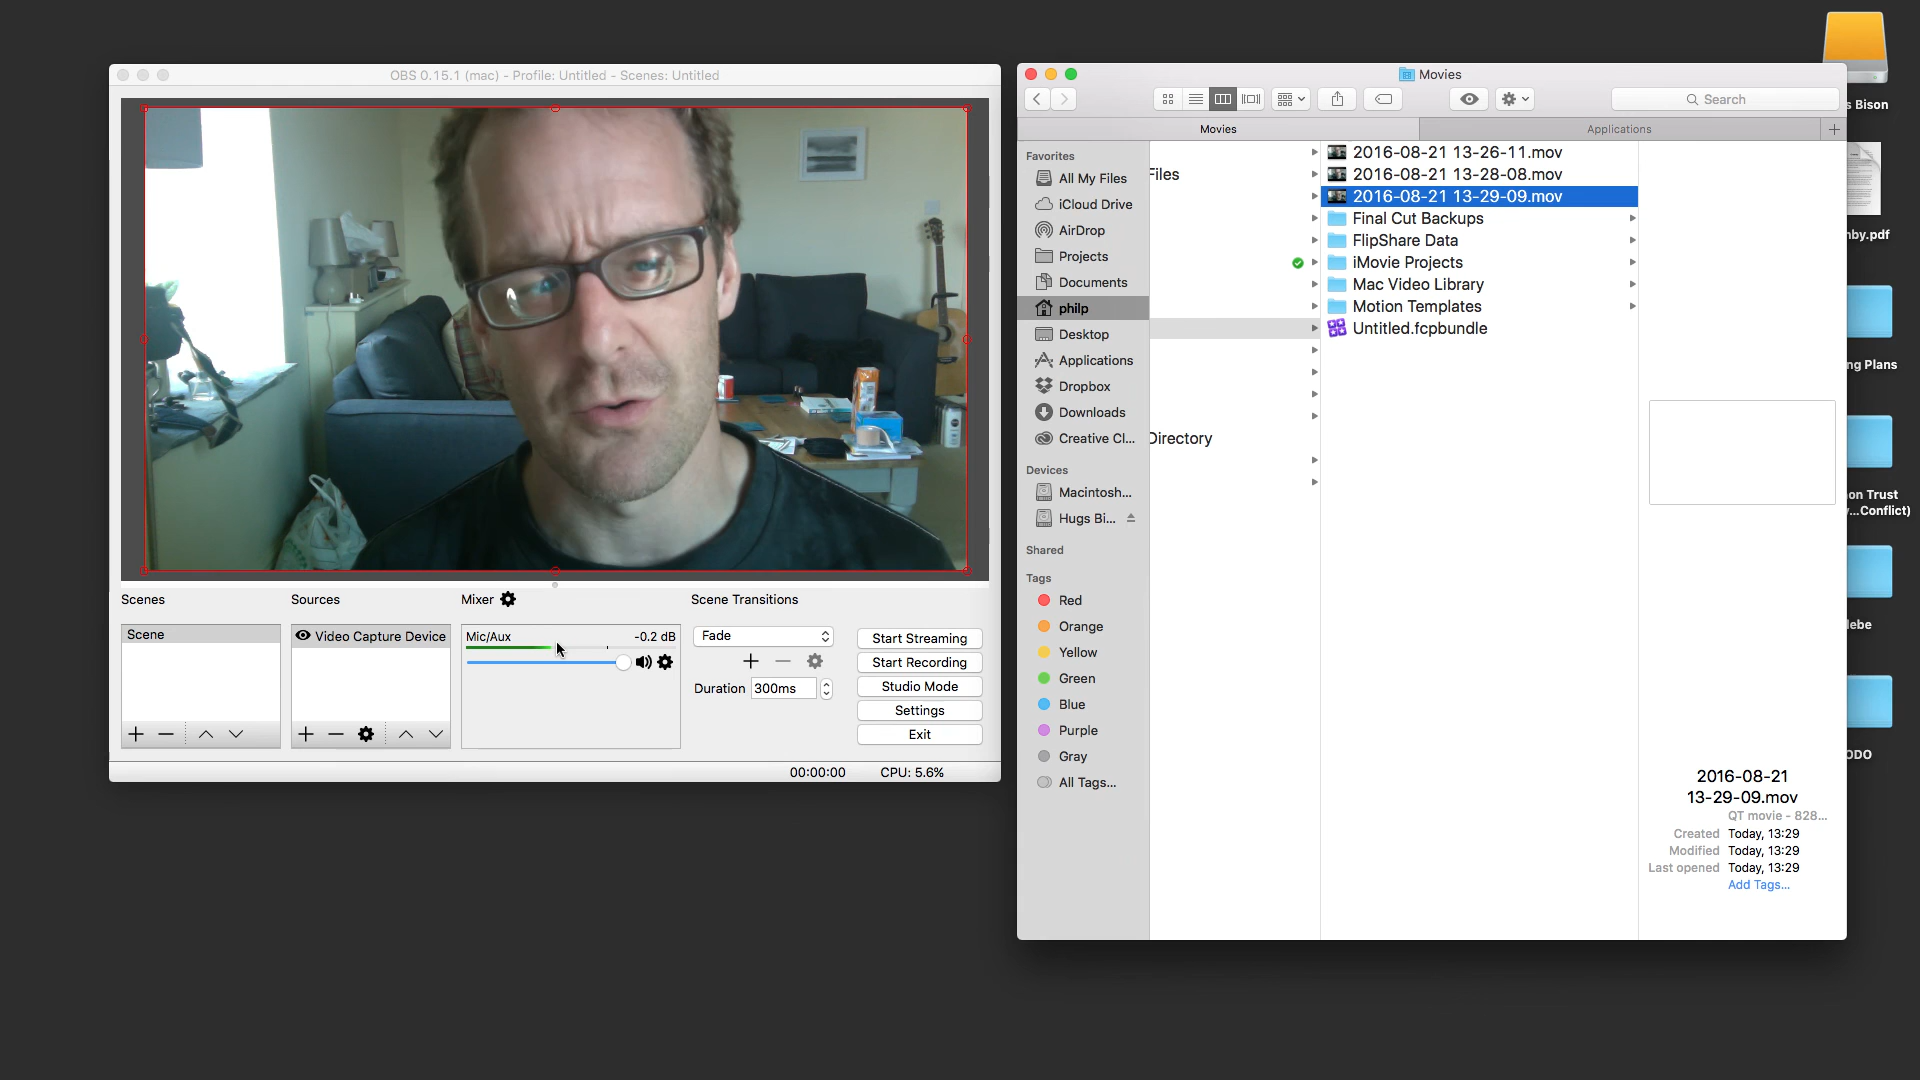 OBS 0.15.1 (mac) - Profile: Untitled - Scenes: Untitled
Scenes
Sources
Mixer
Scene Transitions
Scene
Video Capture Device
Mic/Aux
-0.2 dB
Fade
Duration
300ms
Start Streaming
Start Recording
Studio Mode
Settings
Exit
00:00:00
CPU: 5.6%
Movies
Search
Movies
Applications
Favorites
All My Files
iCloud Drive
AirDrop
Projects
Documents
philp
Desktop
Applications
Dropbox
Downloads
Creative Cl...
Devices
Macintosh...
Hugs Bi...
Shared
Tags
Red
Orange
Yellow
Green
Blue
Purple
Gray
All Tags...
Files
Directory
2016-08-21 13-26-11.mov
2016-08-21 13-28-08.mov
2016-08-21 13-29-09.mov
Final Cut Backups
FlipShare Data
iMovie Projects
Mac Video Library
Motion Templates
Untitled.fcpbundle
2016-08-21
13-29-09.mov
QT movie - 828...
Created Today, 13:29
Modified Today, 13:29
Last opened Today, 13:29
Add Tags...
s Bison
nby.pdf
ng Plans
on Trust
...Conflict)
lebe
ODO